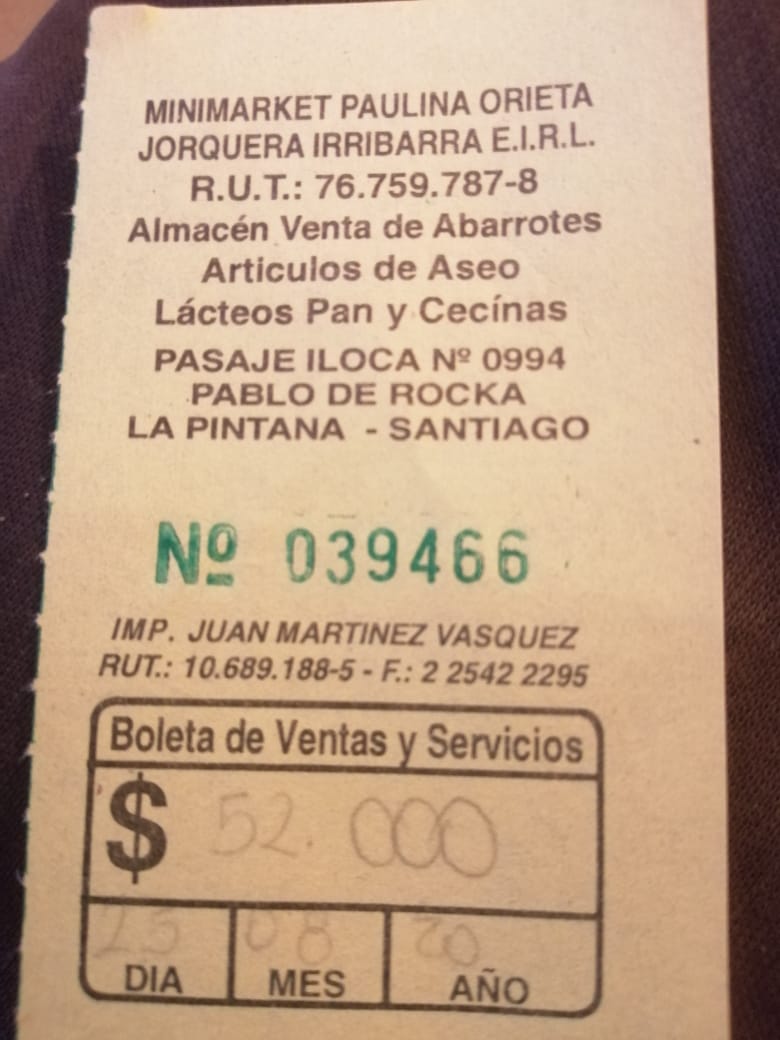 MINIMARKET PAULINA ORIETA
JORQUERA IRRIBARRA E.I.R.L.
R.U.T.: 76.759.787-8
Almacén Venta de Abarrotes
Articulos de Aseo
Lácteos Pan y Cecínas
PASAJE ILOCA Nº 0994
PABLO DE ROCKA
LA PINTANA - SANTIAGO
Nº 039466
IMP. JUAN MARTINEZ VASQUEZ
RUT.: 10.689.188-5 - F.: 2 2542 2295
Boleta de Ventas y Servicios
$ 52.000
25 08 20
DIA MES AÑO